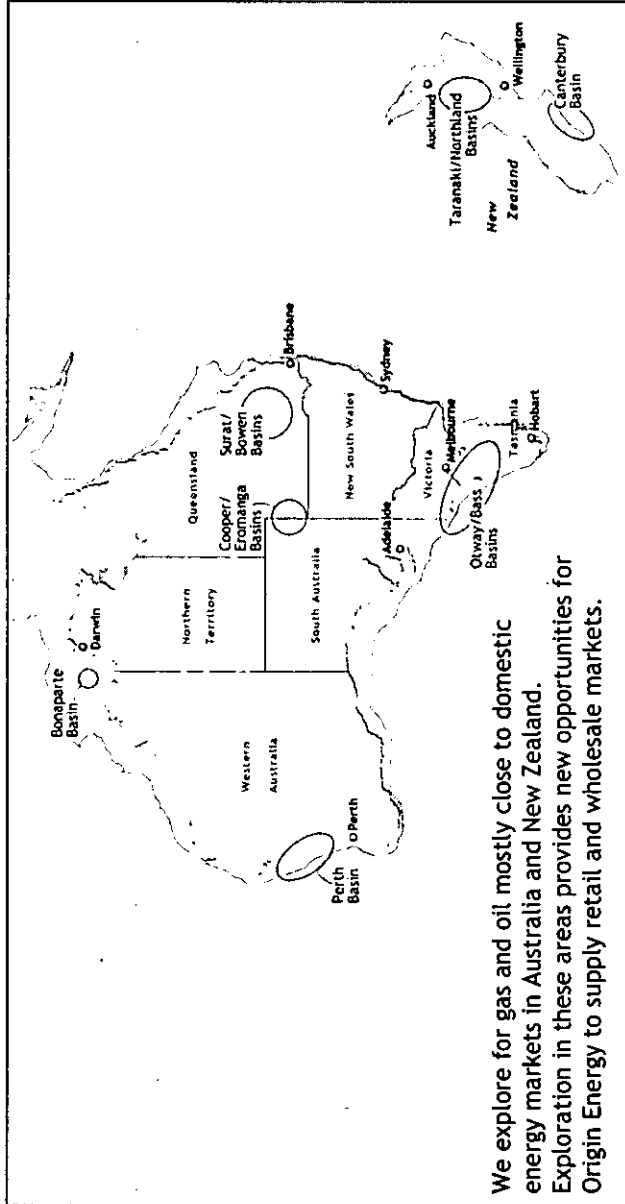 Bonaparte
Basin
Darwin
Northern
Territory
Queensland
Cooper/
Eromanga
Basins
Surat/
Bowen
Basins
Brisbane
Western
Australia
South Australia
New South Wales
Sydney
Perth
Perth
Basin
Adelaide
Victoria
Melbourne
Otway/Bass
Basins
Tasmania
Hobart
Auckland
Taranaki/Northland
Basins
Wellington
New
Zealand
Canterbury
Basin
We explore for gas and oil mostly close to domestic
energy markets in Australia and New Zealand.
Exploration in these areas provides new opportunities for
Origin Energy to supply retail and wholesale markets.